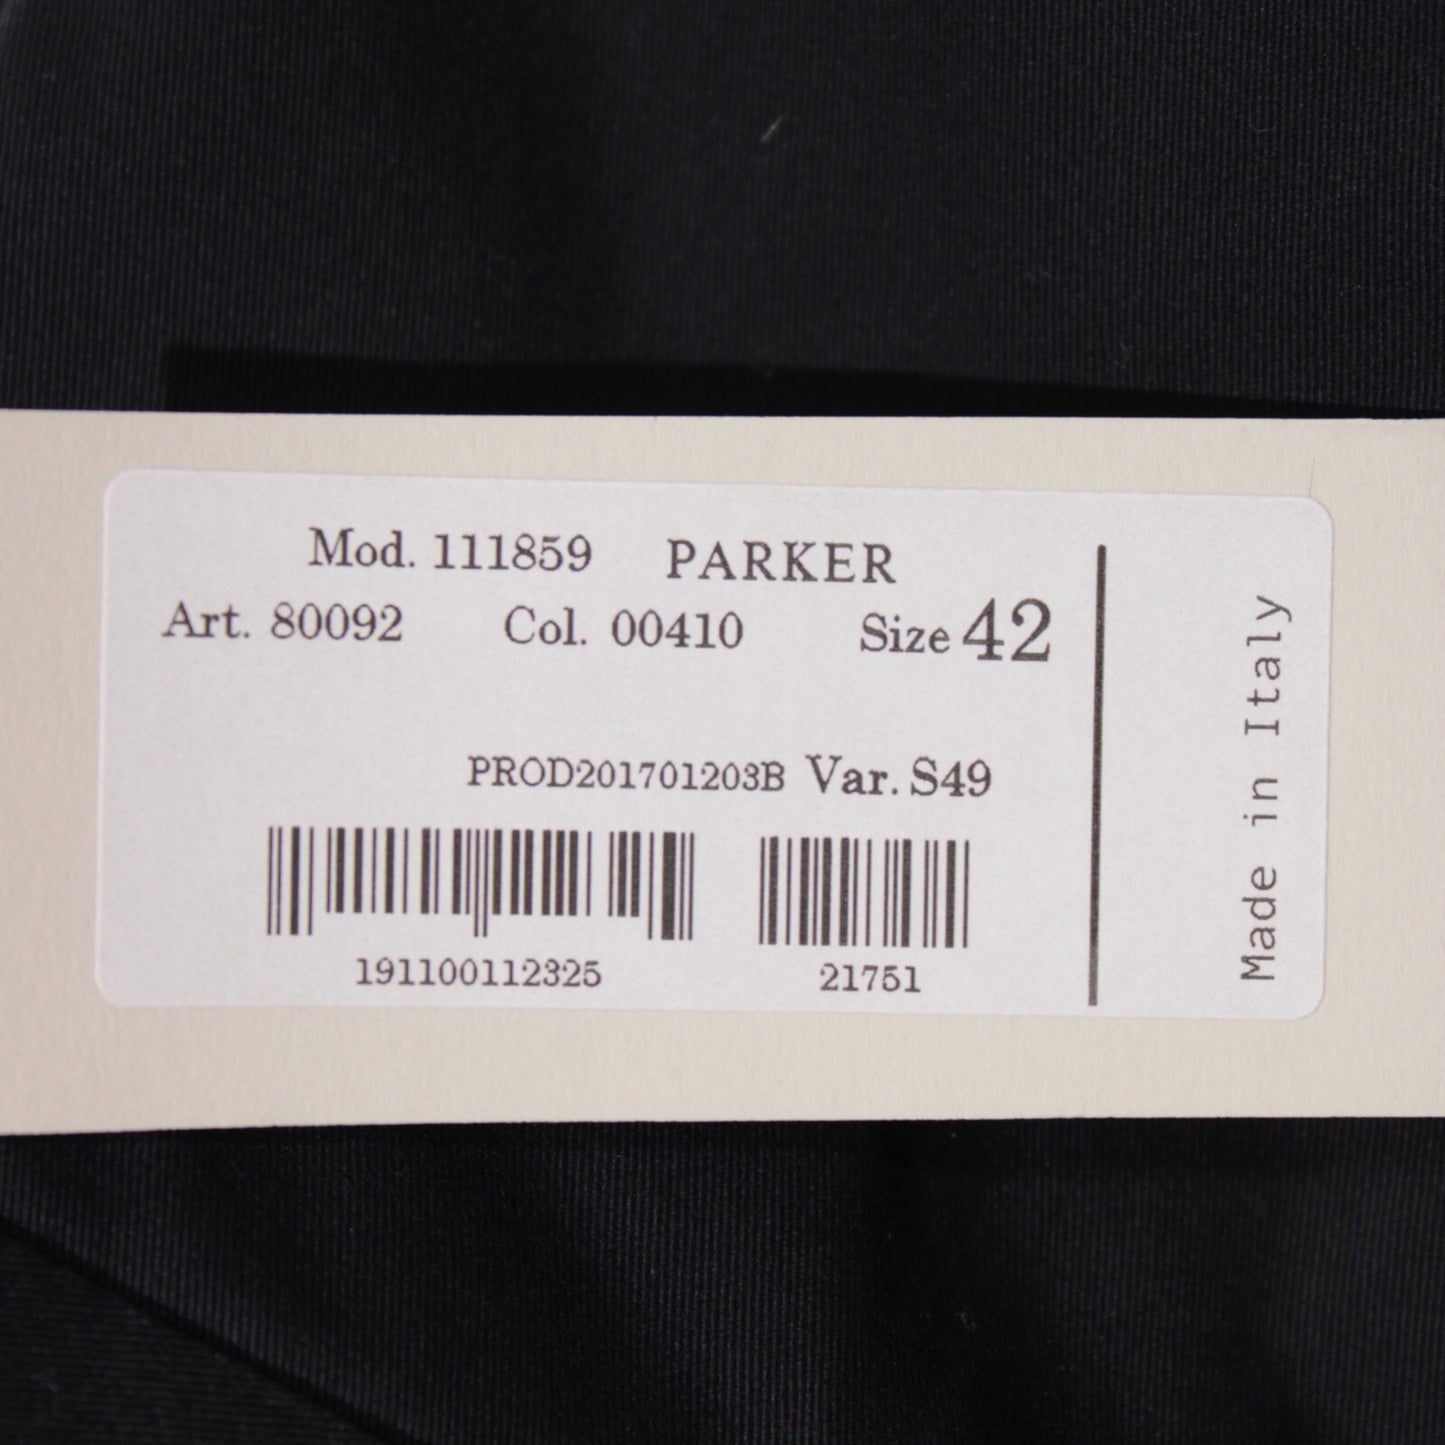 Mod. 111859 PARKER
Art. 80092 Col. 00410 Size 42
PROD201701203B Var. S49
191100112325 21751
Made in Italy